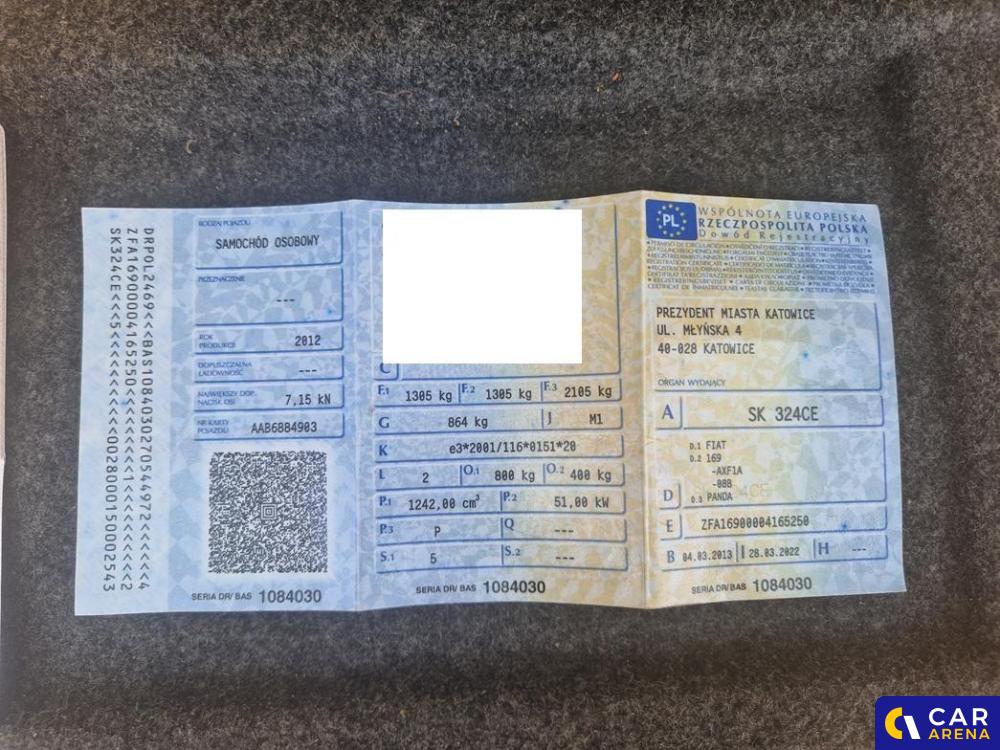 DRPOL2469<<BAS1084030270544972<<<<<<4
ZFA16900004165250<<<<<<<1<<<<<<<<<<2
SK324CE<<<5<<<<<<<<<<0028000150002543
RODZAJ POJAZDU
SAMOCHÓD OSOBOWY
PRZEZNACZENIE
---
ROK PRODUKCJI 2012
DOPUSZCZALNA ŁADOWNOŚĆ ---
NAJWIĘKSZY DOP. NACISK OSI 7,15 kN
NR KARTY POJAZDU AAB6884903
SERIA DR/ BAS 1084030
C
F.1 1305 kg F.2 1305 kg F.3 2105 kg
G 864 kg J M1
K e3*2001/116*0151*20
L 2 O.1 800 kg O.2 400 kg
P.1 1242,00 cm³ P.2 51,00 kW
P.3 P Q ---
S.1 5 S.2 ---
SERIA DR/ BAS 1084030
PL
WSPÓLNOTA EUROPEJSKA
RZECZPOSPOLITA POLSKA
Dowód Rejestracyjny
PREZYDENT MIASTA KATOWICE
UL. MŁYŃSKA 4
40-028 KATOWICE
ORGAN WYDAJĄCY
A SK 324CE
D.1 FIAT
D.2 169
-AXF1A
-08B
D D.3 PANDA
E ZFA16900004165250
B 04.03.2013 I 28.03.2022 H ---
SERIA DR/ BAS 1084030
CAR
ARENA